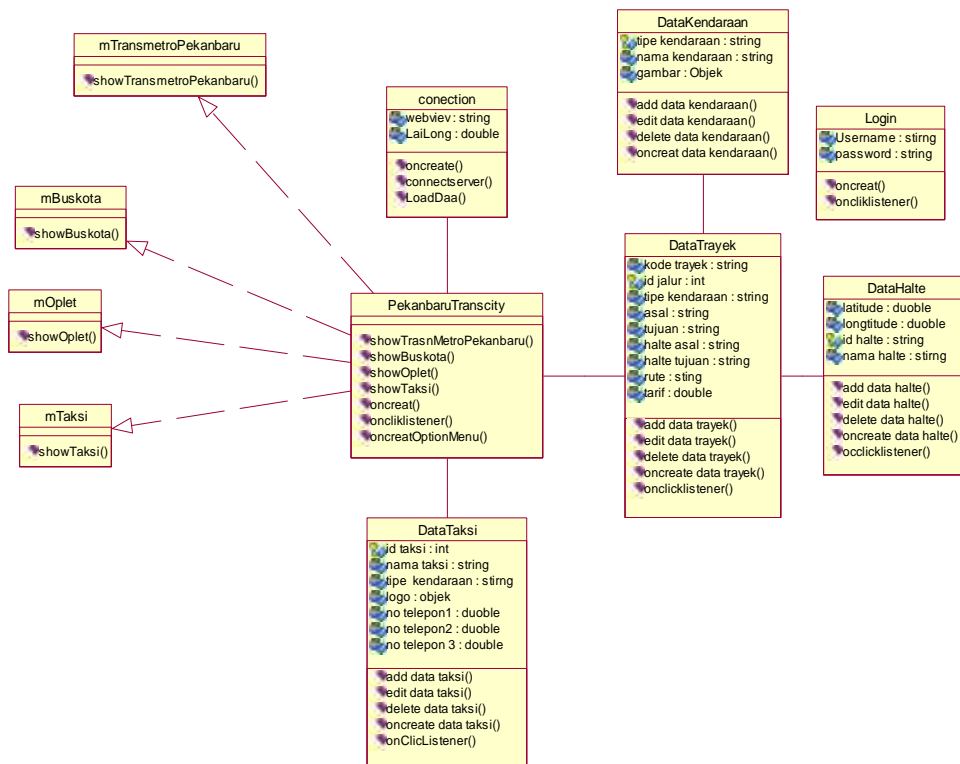 mTransmetroPekanbaru
showTransmetroPekanbaru()
mBuskota
showBuskota()
mOplet
showOplet()
mTaksi
showTaksi()
conection
webviev : string
LaiLong : double
oncreate()
connectserver()
LoadDaa()
PekanbaruTranscity
showTrasnMetroPekanbaru()
showBuskota()
showOplet()
showTaksi()
oncreat()
oncliklistener()
oncreatOptionMenu()
DataTaksi
id taksi : int
nama taksi : string
tipe kendaraan : stirng
logo : objek
no telepon1 : duoble
no telepon2 : duoble
no telepon 3 : double
add data taksi()
edit data taksi()
delete data taksi()
oncreate data taksi()
onClicListener()
DataKendaraan
tipe kendaraan : string
nama kendaraan : string
gambar : Objek
add data kendaraan()
edit data kendaraan()
delete data kendaraan()
oncreat data kendaraan()
DataTrayek
kode trayek : string
id jalur : int
tipe kendaraan : string
asal : string
tujuan : string
halte asal : string
halte tujuan : string
rute : sting
tarif : double
add data trayek()
edit data trayek()
delete data trayek()
oncreate data trayek()
onclicklistener()
Login
Username : stirng
password : string
oncreat()
oncliklistener()
DataHalte
latitude : duoble
longtitude : duoble
id halte : string
nama halte : stirng
add data halte()
edit data halte()
delete data halte()
oncreate data halte()
occlicklistener()